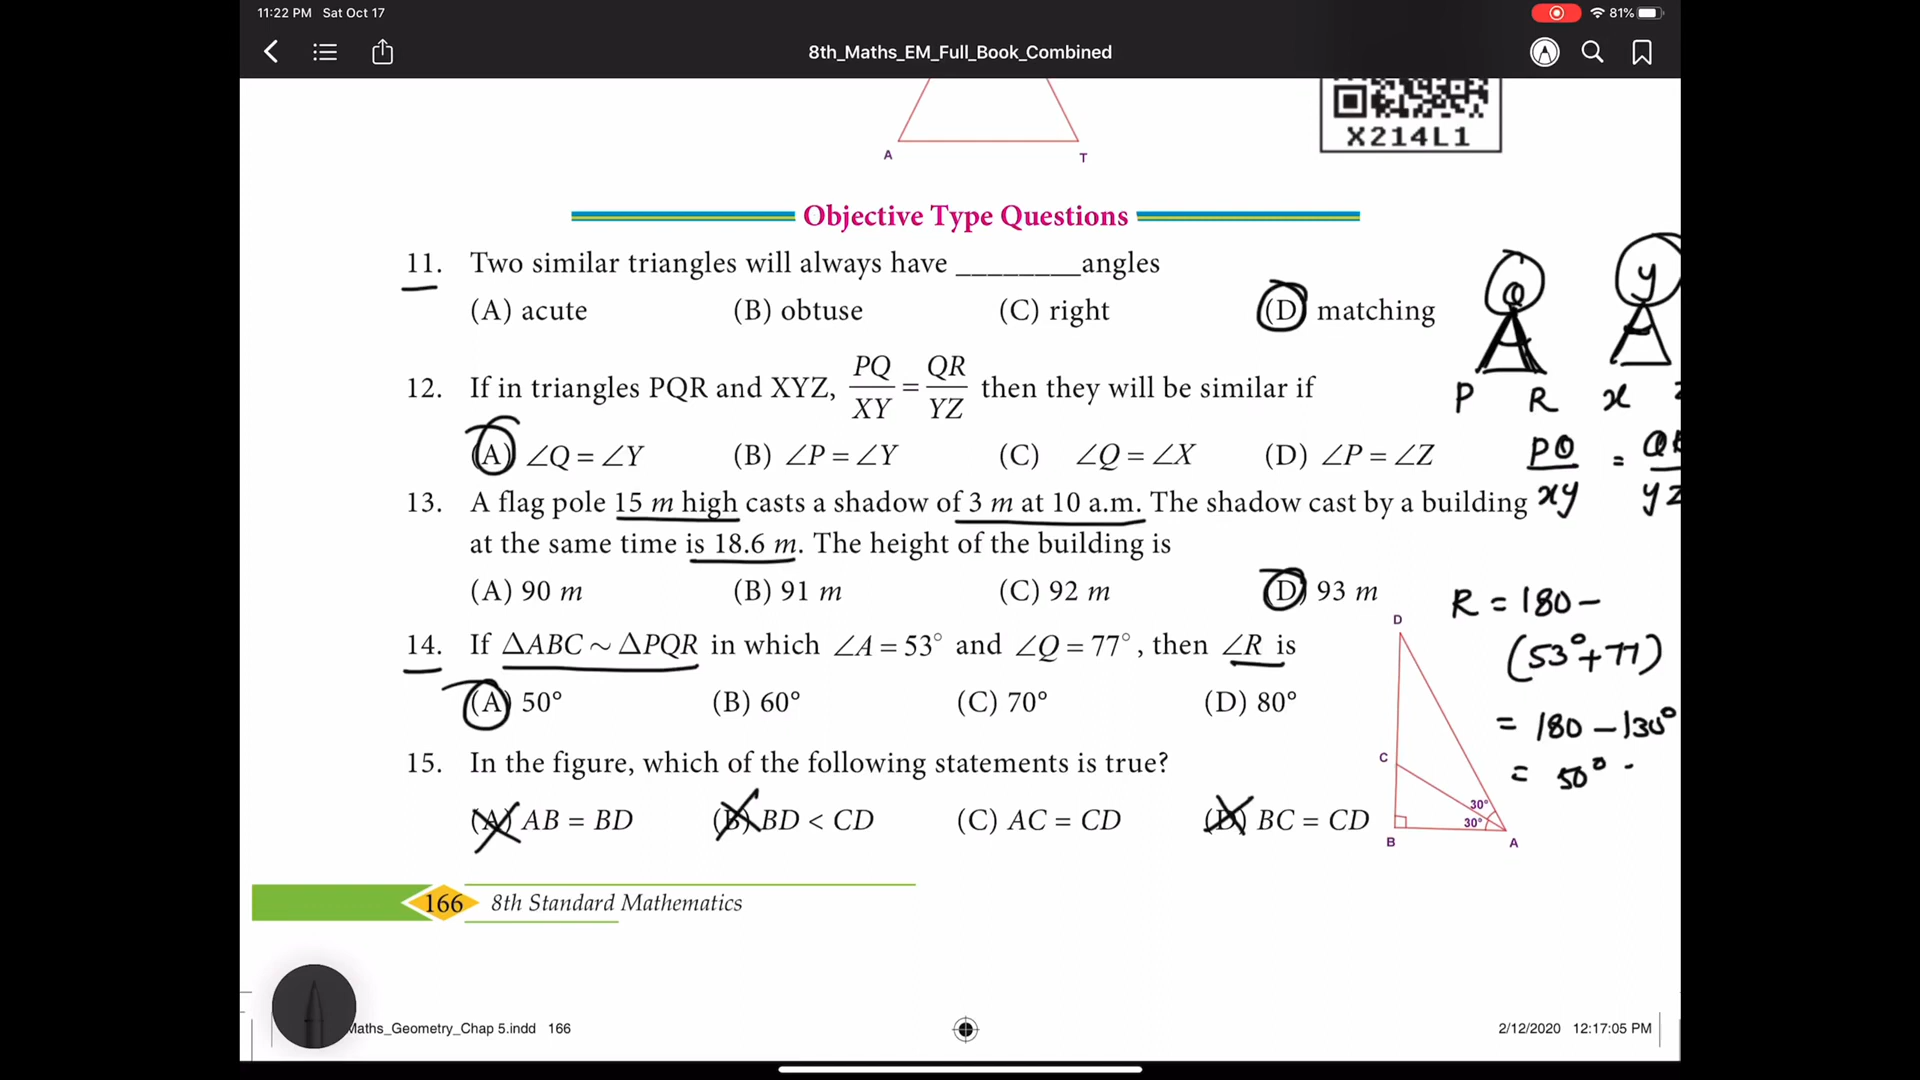 11:22 PM Sat Oct 17
81%
8th_Maths_EM_Full_Book_Combined
A T
X214L1
Objective Type Questions
11. Two similar triangles will always have ________angles
(A) acute (B) obtuse (C) right (D) matching
Q y
12. If in triangles PQR and XYZ, PQ/XY = QR/YZ then they will be similar if
P R x
(A) ∠Q = ∠Y (B) ∠P = ∠Y (C) ∠Q = ∠X (D) ∠P = ∠Z
PQ/xy = QR/yz
13. A flag pole 15 m high casts a shadow of 3 m at 10 a.m. The shadow cast by a building
at the same time is 18.6 m. The height of the building is
(A) 90 m (B) 91 m (C) 92 m (D) 93 m
R = 180 –
14. If ΔABC ~ ΔPQR in which ∠A = 53° and ∠Q = 77°, then ∠R is
(53° + 77)
(A) 50° (B) 60° (C) 70° (D) 80°
= 180 – 130°
= 50°
15. In the figure, which of the following statements is true?
(A) AB = BD (B) BD < CD (C) AC = CD (D) BC = CD
D
C
30°
30°
B A
166 8th Standard Mathematics
Maths_Geometry_Chap 5.indd 166
2/12/2020 12:17:05 PM